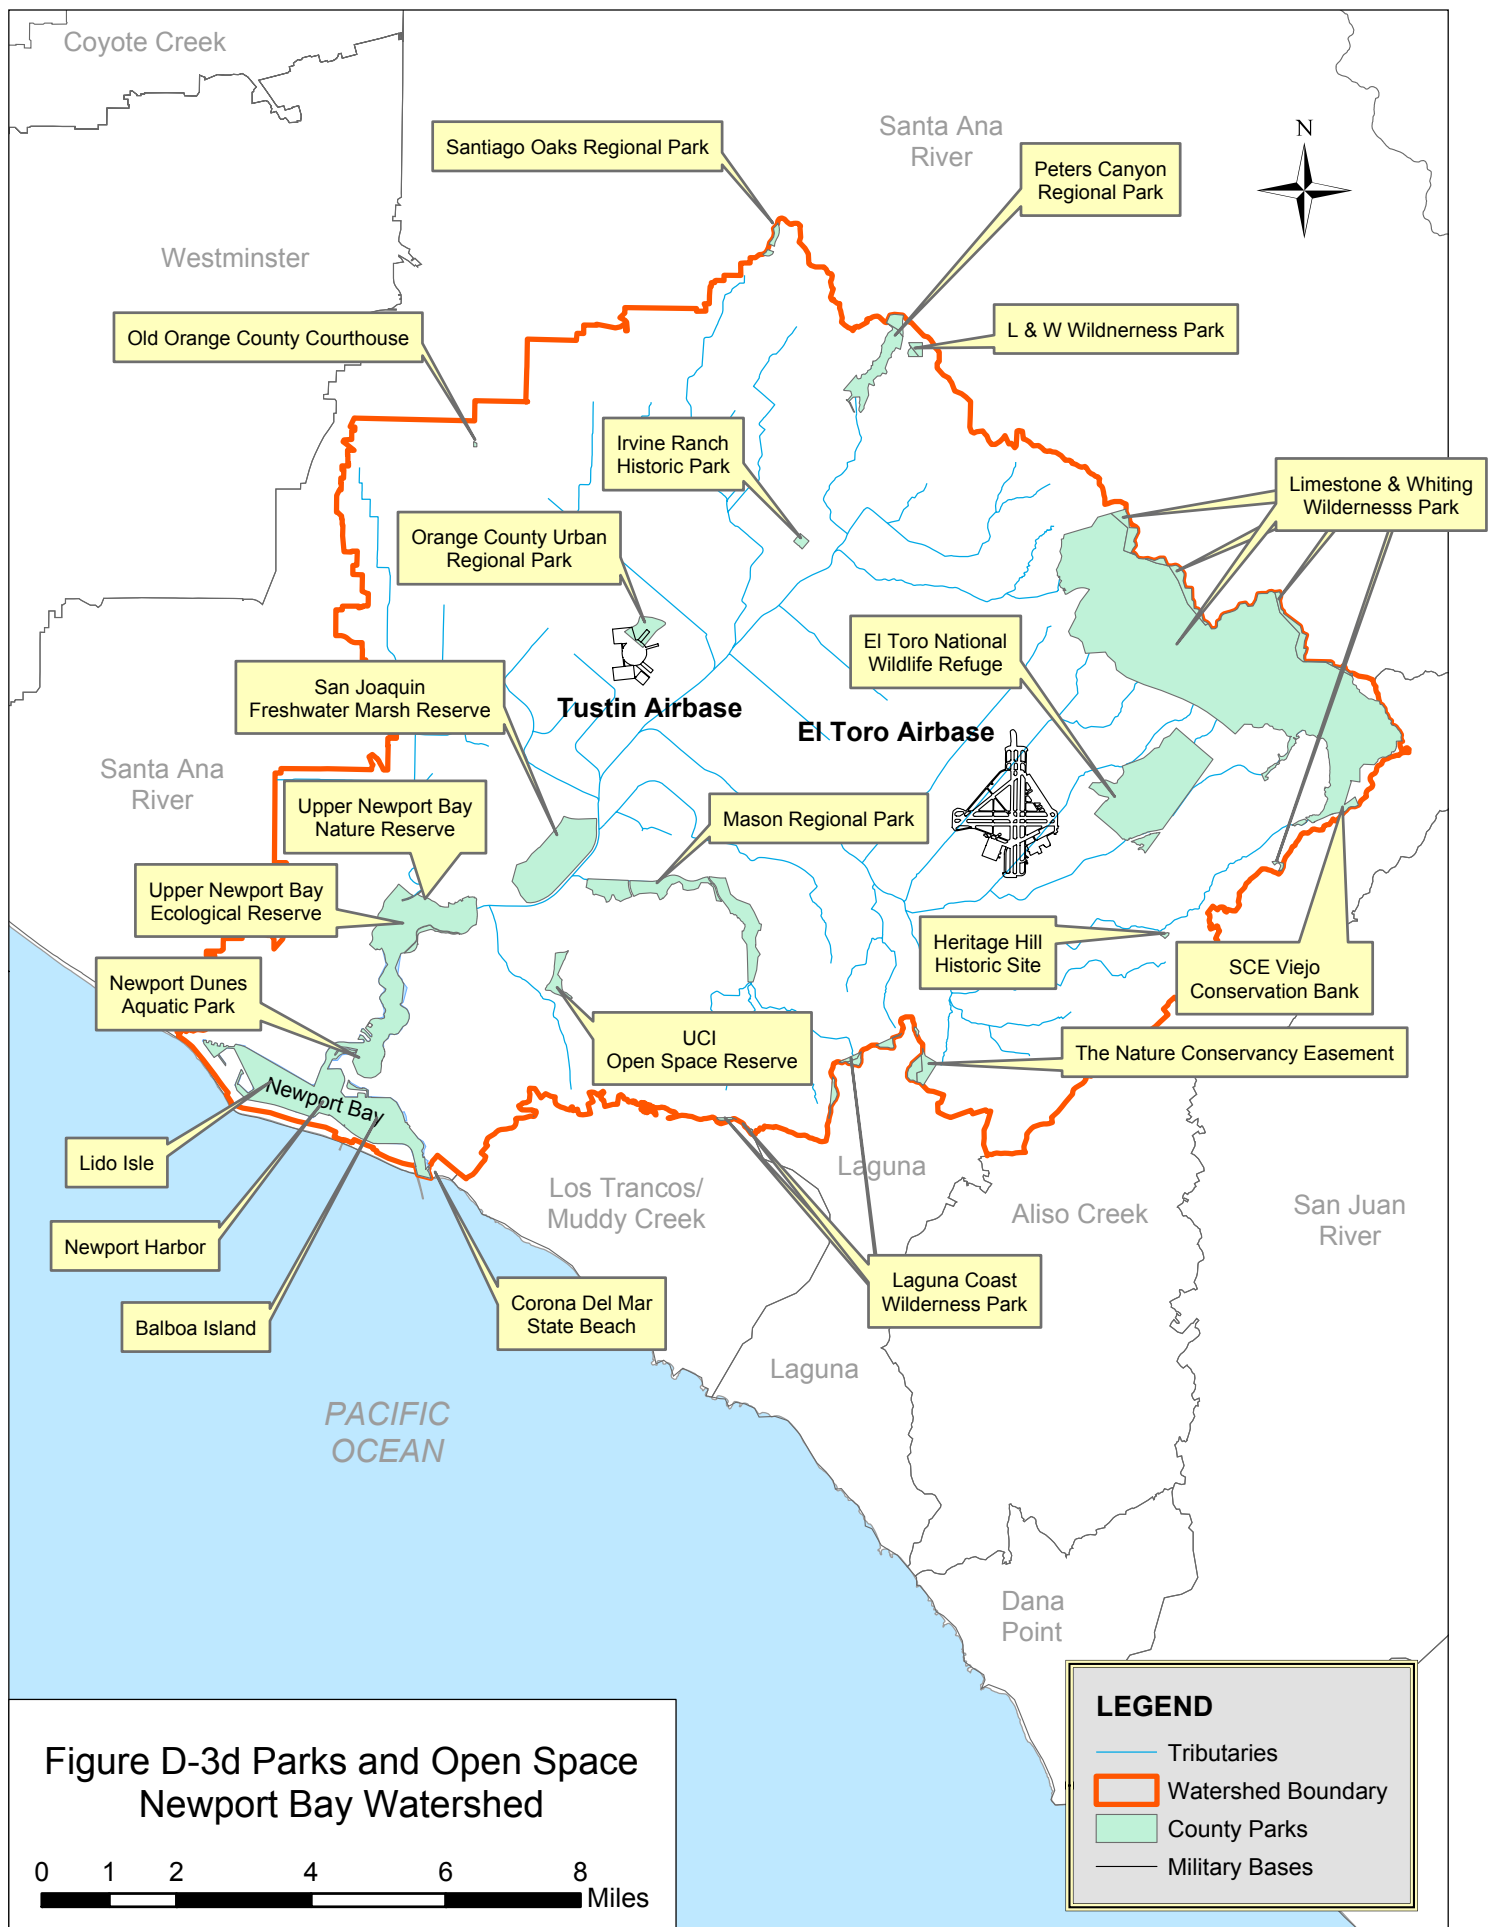 Coyote Creek
Santa Ana
River
N
Santiago Oaks Regional Park
Peters Canyon
Regional Park
Westminster
Old Orange County Courthouse
L & W Wildnerness Park
Irvine Ranch
Historic Park
Limestone & Whiting
Wildernesss Park
Orange County Urban
Regional Park
El Toro National
Wildlife Refuge
San Joaquin
Freshwater Marsh Reserve
Tustin Airbase
El Toro Airbase
Santa Ana
River
Upper Newport Bay
Nature Reserve
Mason Regional Park
Upper Newport Bay
Ecological Reserve
Heritage Hill
Historic Site
SCE Viejo
Conservation Bank
Newport Dunes
Aquatic Park
UCI
Open Space Reserve
The Nature Conservancy Easement
Newport Bay
Lido Isle
Laguna
Los Trancos/
Muddy Creek
Aliso Creek
San Juan
River
Newport Harbor
Laguna Coast
Wilderness Park
Corona Del Mar
State Beach
Balboa Island
Laguna
PACIFIC
OCEAN
Dana
Point
LEGEND
Tributaries
Watershed Boundary
County Parks
Military Bases
Figure D-3d Parks and Open Space
Newport Bay Watershed
0 1 2 4 6 8
Miles